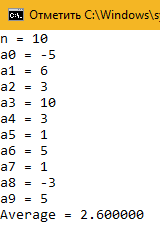 Отметить C:\Windows\sy
n = 10
a0 = -5
a1 = 6
a2 = 3
a3 = 10
a4 = 3
a5 = 1
a6 = 5
a7 = 1
a8 = -3
a9 = 5
Average = 2.600000